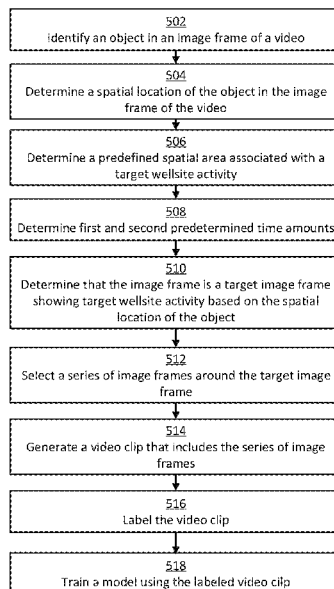 502
Identify an object in an image frame of a video
504
Determine a spatial location of the object in the image
frame of the video
506
Determine a predefined spatial area associated with a
target wellsite activity
508
Determine first and second predetermined time amounts
510
Determine that the image frame is a target image frame
showing target wellsite activity based on the spatial
location of the object
512
Select a series of image frames around the target image
frame
514
Generate a video clip that includes the series of image
frames
516
Label the video clip
518
Train a model using the labeled video clip